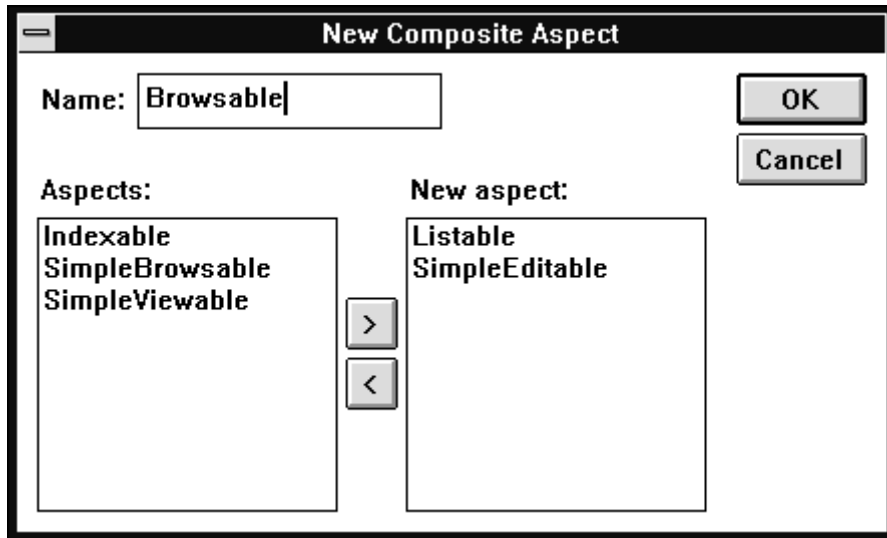 New Composite Aspect
Name: Browsable
OK
Cancel
Aspects:
New aspect:
Indexable
SimpleBrowsable
SimpleViewable
>
<
Listable
SimpleEditable